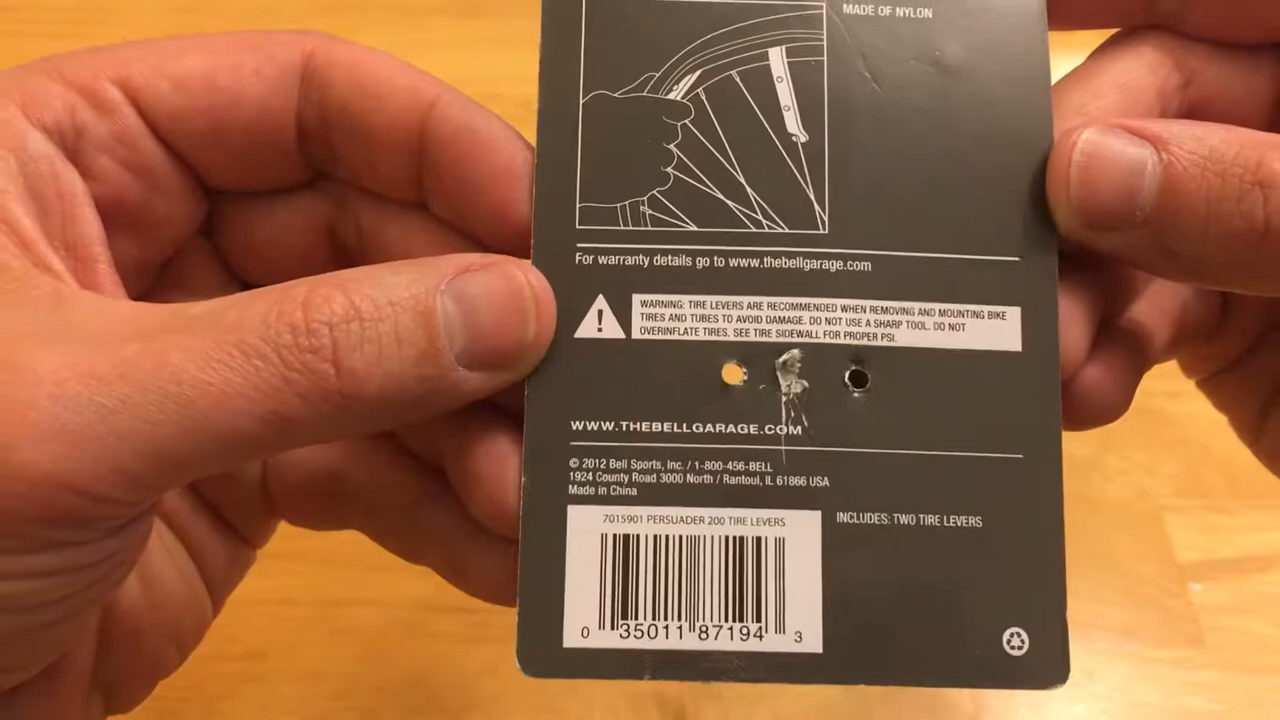 MADE OF NYLON
For warranty details go to www.thebellgarage.com
WARNING: TIRE LEVERS ARE RECOMMENDED WHEN REMOVING AND MOUNTING BIKE
TIRES AND TUBES TO AVOID DAMAGE. DO NOT USE A SHARP TOOL. DO NOT
OVERINFLATE TIRES. SEE TIRE SIDEWALL FOR PROPER PSI.
WWW.THEBELLGARAGE.COM
© 2012 Bell Sports, Inc. / 1-800-456-BELL
1924 County Road 3000 North / Rantoul, IL 61866 USA
Made in China
7015901 PERSUADER 200 TIRE LEVERS
INCLUDES: TWO TIRE LEVERS
0 35011 87194 3